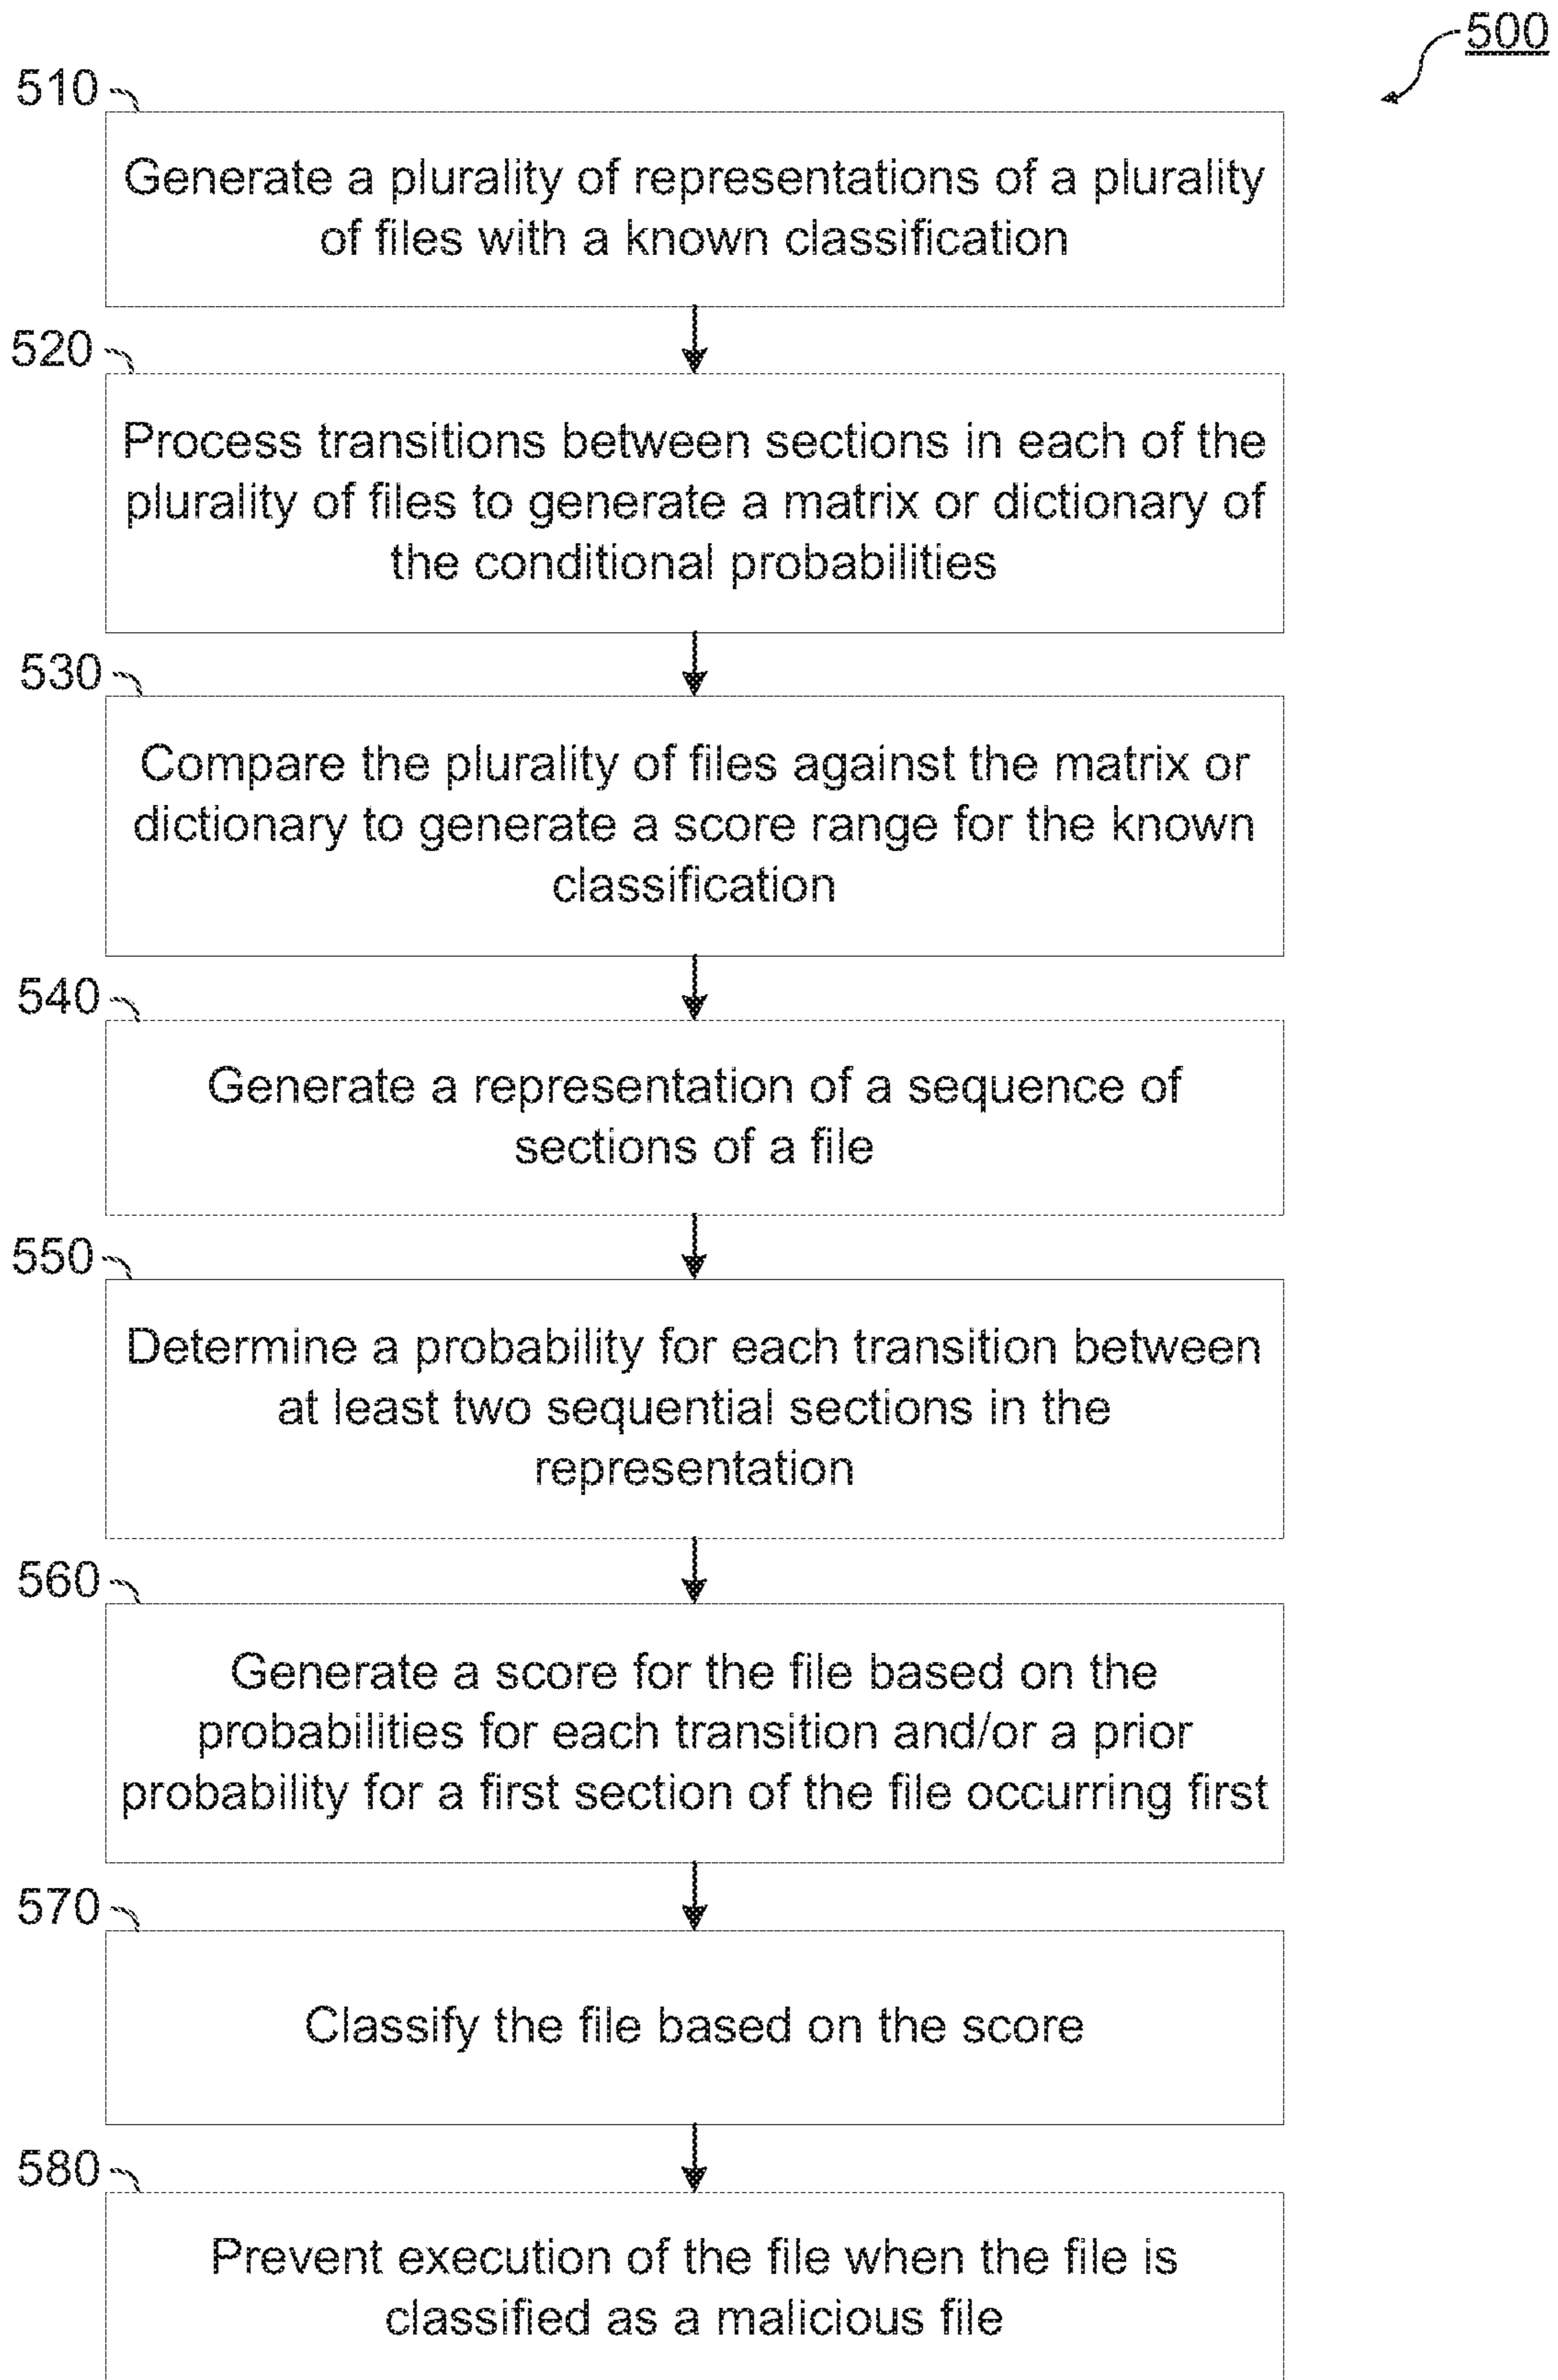 500
510
Generate a plurality of representations of a plurality
of files with a known classification
520
Process transitions between sections in each of the
plurality of files to generate a matrix or dictionary of
the conditional probabilities
530
Compare the plurality of files against the matrix or
dictionary to generate a score range for the known
classification
540
Generate a representation of a sequence of
sections of a file
550
Determine a probability for each transition between
at least two sequential sections in the
representation
560
Generate a score for the file based on the
probabilities for each transition and/or a prior
probability for a first section of the file occurring first
570
Classify the file based on the score
580
Prevent execution of the file when the file is
classified as a malicious file